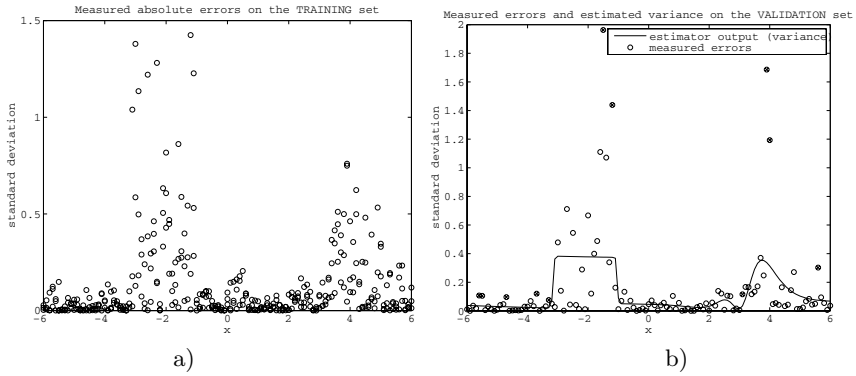 Measured absolute errors on the TRAINING set
1.5
1
0.5
0
standard deviation
−6 −4 −2 0 2 4 6
x
a)
Measured errors and estimated variance on the VALIDATION set
estimator output (variance
measured errors
2
1.8
1.6
1.4
1.2
1
0.8
0.6
0.4
0.2
0
standard deviation
−6 −4 −2 0 2 4 6
x
b)